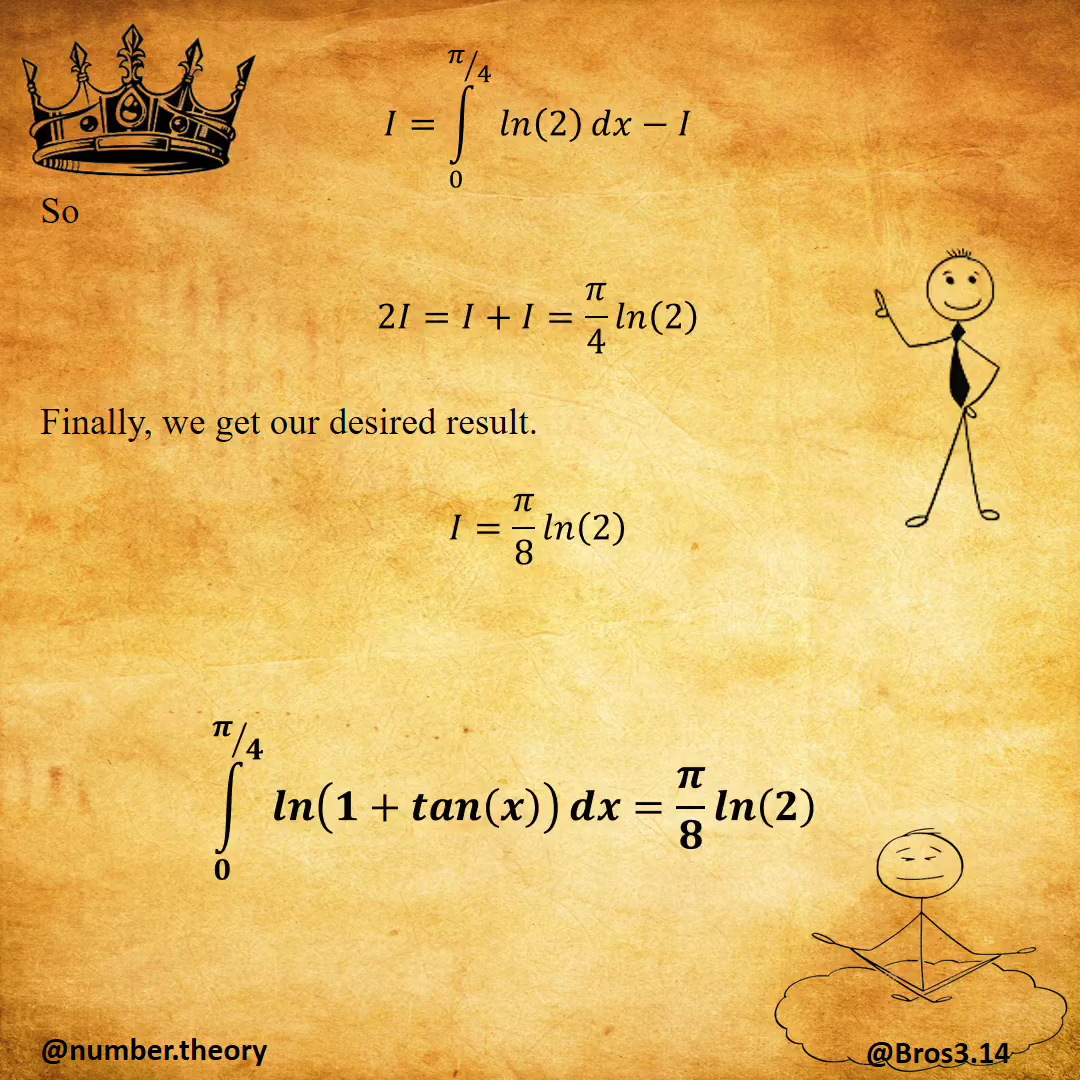 I = ∫₀^{π/4} ln(2) dx − I
So
2I = I + I = π/4 ln(2)
Finally, we get our desired result.
I = π/8 ln(2)
∫₀^{π/4} ln(1 + tan(x)) dx = π/8 ln(2)
@number.theory
@Bros3.14